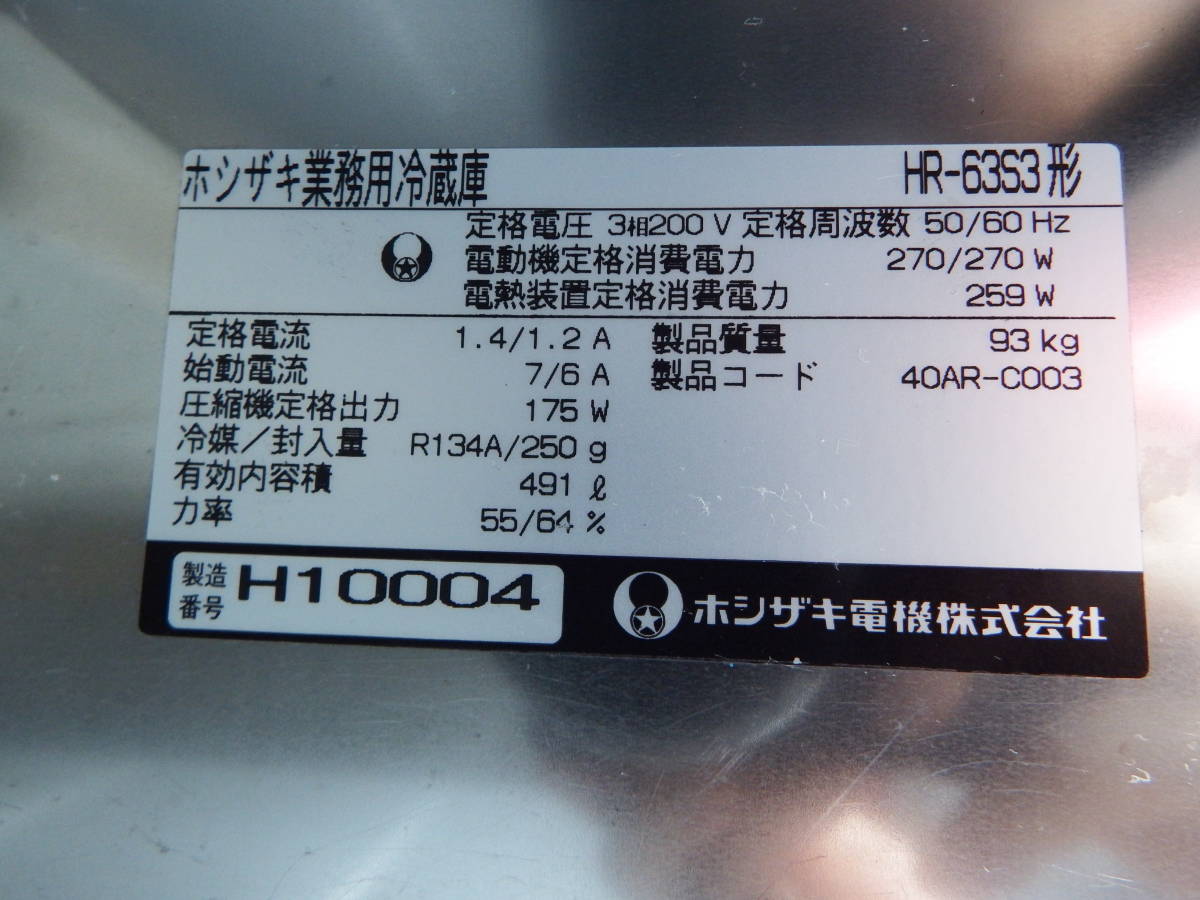 ホシザキ業務用冷蔵庫 HR-63S3形
定格電圧 3相200 V 定格周波数 50/60 Hz
電動機定格消費電力 270/270 W
電熱装置定格消費電力 259 W
定格電流 1.4/1.2 A 製品質量 93 kg
始動電流 7/6 A 製品コード 40AR-C003
圧縮機定格出力 175 W
冷媒/封入量 R134A/250 g
有効内容積 491 ℓ
力率 55/64 %
製造番号 H10004
ホシザキ電機株式会社